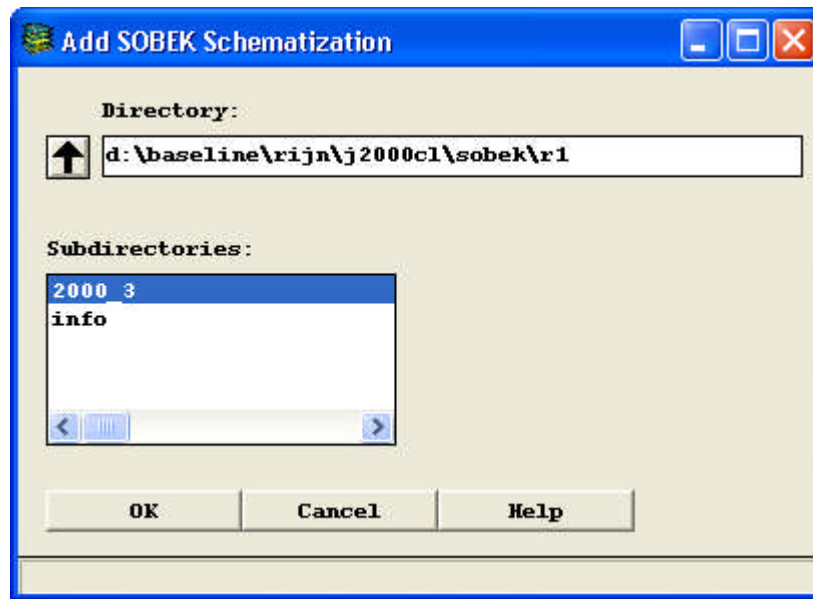 Add SOBEK Schematization
Directory:
d:\baseline\rijn\j2000cl\sobek\r1
Subdirectories:
2000_3
info
OK
Cancel
Help